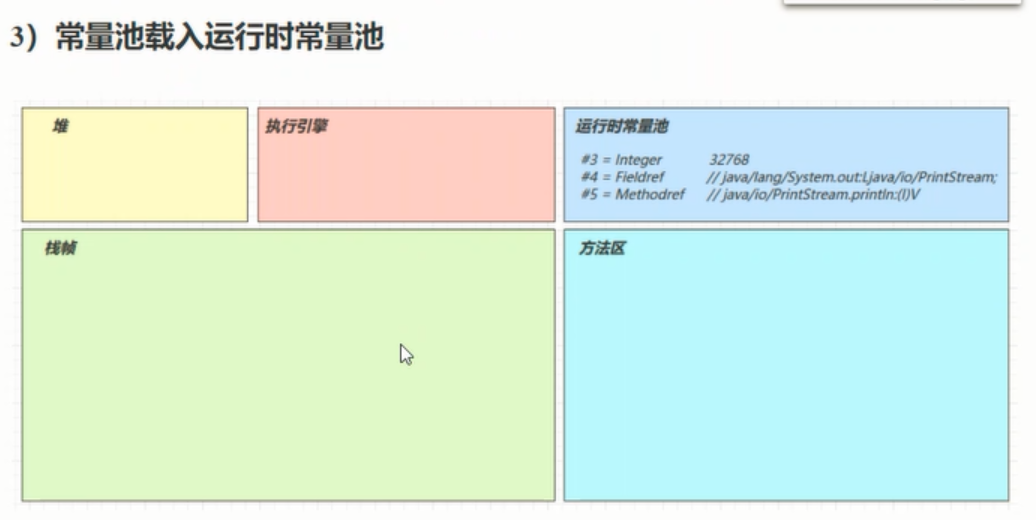 3）常量池载入运行时常量池
堆
执行引擎
运行时常量池
#3 = Integer 32768
#4 = Fieldref // java/lang/System.out:Ljava/io/PrintStream;
#5 = Methodref // java/io/PrintStream.println:(I)V
栈帧
方法区